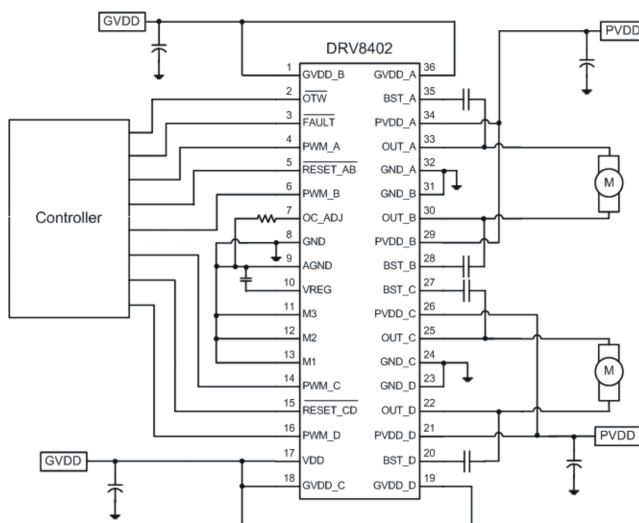 GVDD
PVDD
DRV8402
1 GVDD_B GVDD_A 36
2 OTW BST_A 35
3 FAULT PVDD_A 34
4 PWM_A OUT_A 33
5 RESET_AB GND_A 32
6 PWM_B GND_B 31
7 OC_ADJ OUT_B 30
8 GND PVDD_B 29
9 AGND BST_B 28
10 VREG BST_C 27
11 M3 PVDD_C 26
12 M2 OUT_C 25
13 M1 GND_C 24
14 PWM_C GND_D 23
15 RESET_CD OUT_D 22
16 PWM_D PVDD_D 21
17 VDD BST_D 20
18 GVDD_C GVDD_D 19
Controller
M
M
GVDD
PVDD